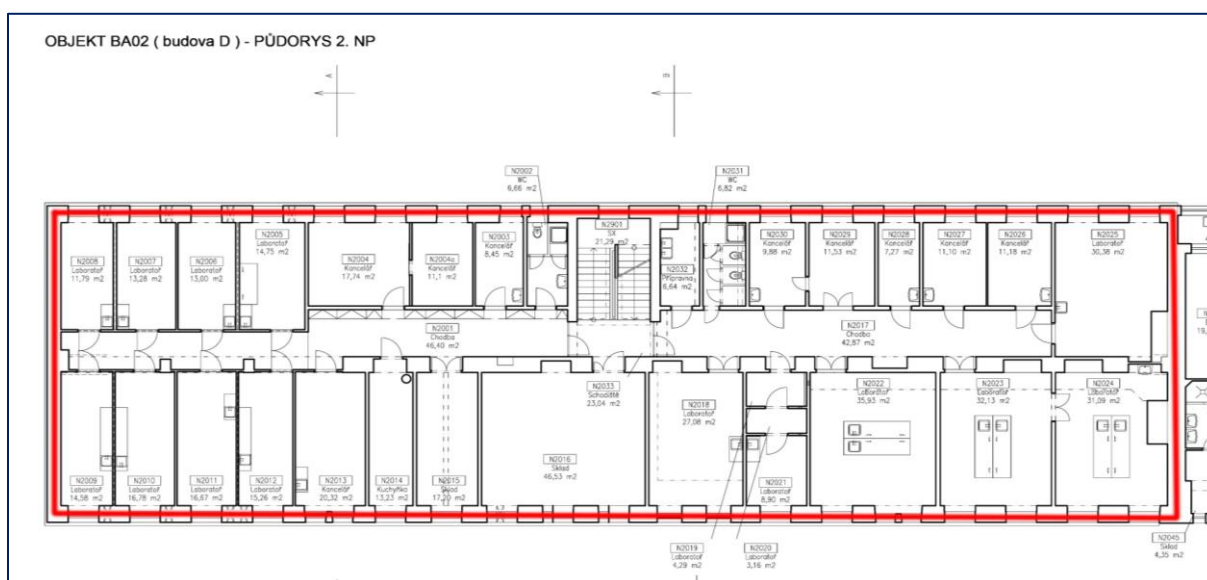 OBJEKT BA02 ( budova D ) - PŮDORYS 2. NP
A
B
N2002
WC
6,66 m2
N2031
WC
6,82 m2
N2008
Laboratoř
11,79 m2
N2007
Laboratoř
13,28 m2
N2006
Laboratoř
13,00 m2
N2005
Laboratoř
14,75 m2
N2004
Kancelář
17,74 m2
N2004a
Kancelář
11,1 m2
N2003
Kancelář
8,45 m2
N2901
SX
21,29 m2
N2032
Přípravna
6,64 m2
N2030
Kancelář
9,88 m2
N2029
Kancelář
11,53 m2
N2028
Kancelář
7,27 m2
N2027
Kancelář
11,10 m2
N2026
Kancelář
11,18 m2
N2025
Laboratoř
30,38 m2
N2001
Chodba
46,40 m2
N2017
Chodba
42,87 m2
N2033
Schodiště
23,04 m2
N2009
Laboratoř
14,58 m2
N2010
Laboratoř
16,78 m2
N2011
Laboratoř
16,67 m2
N2012
Laboratoř
15,26 m2
N2013
Kancelář
20,32 m2
N2014
Kuchyňka
13,23 m2
N2015
Sklad
17,20 m2
N2016
Sklad
46,53 m2
N2018
Laboratoř
27,08 m2
N2021
Laboratoř
8,90 m2
N2022
Laboratoř
35,93 m2
N2023
Laboratoř
32,13 m2
N2024
Laboratoř
31,09 m2
N2019
Laboratoř
4,29 m2
N2020
Laboratoř
3,16 m2
N2045
Sklad
4,35 m2